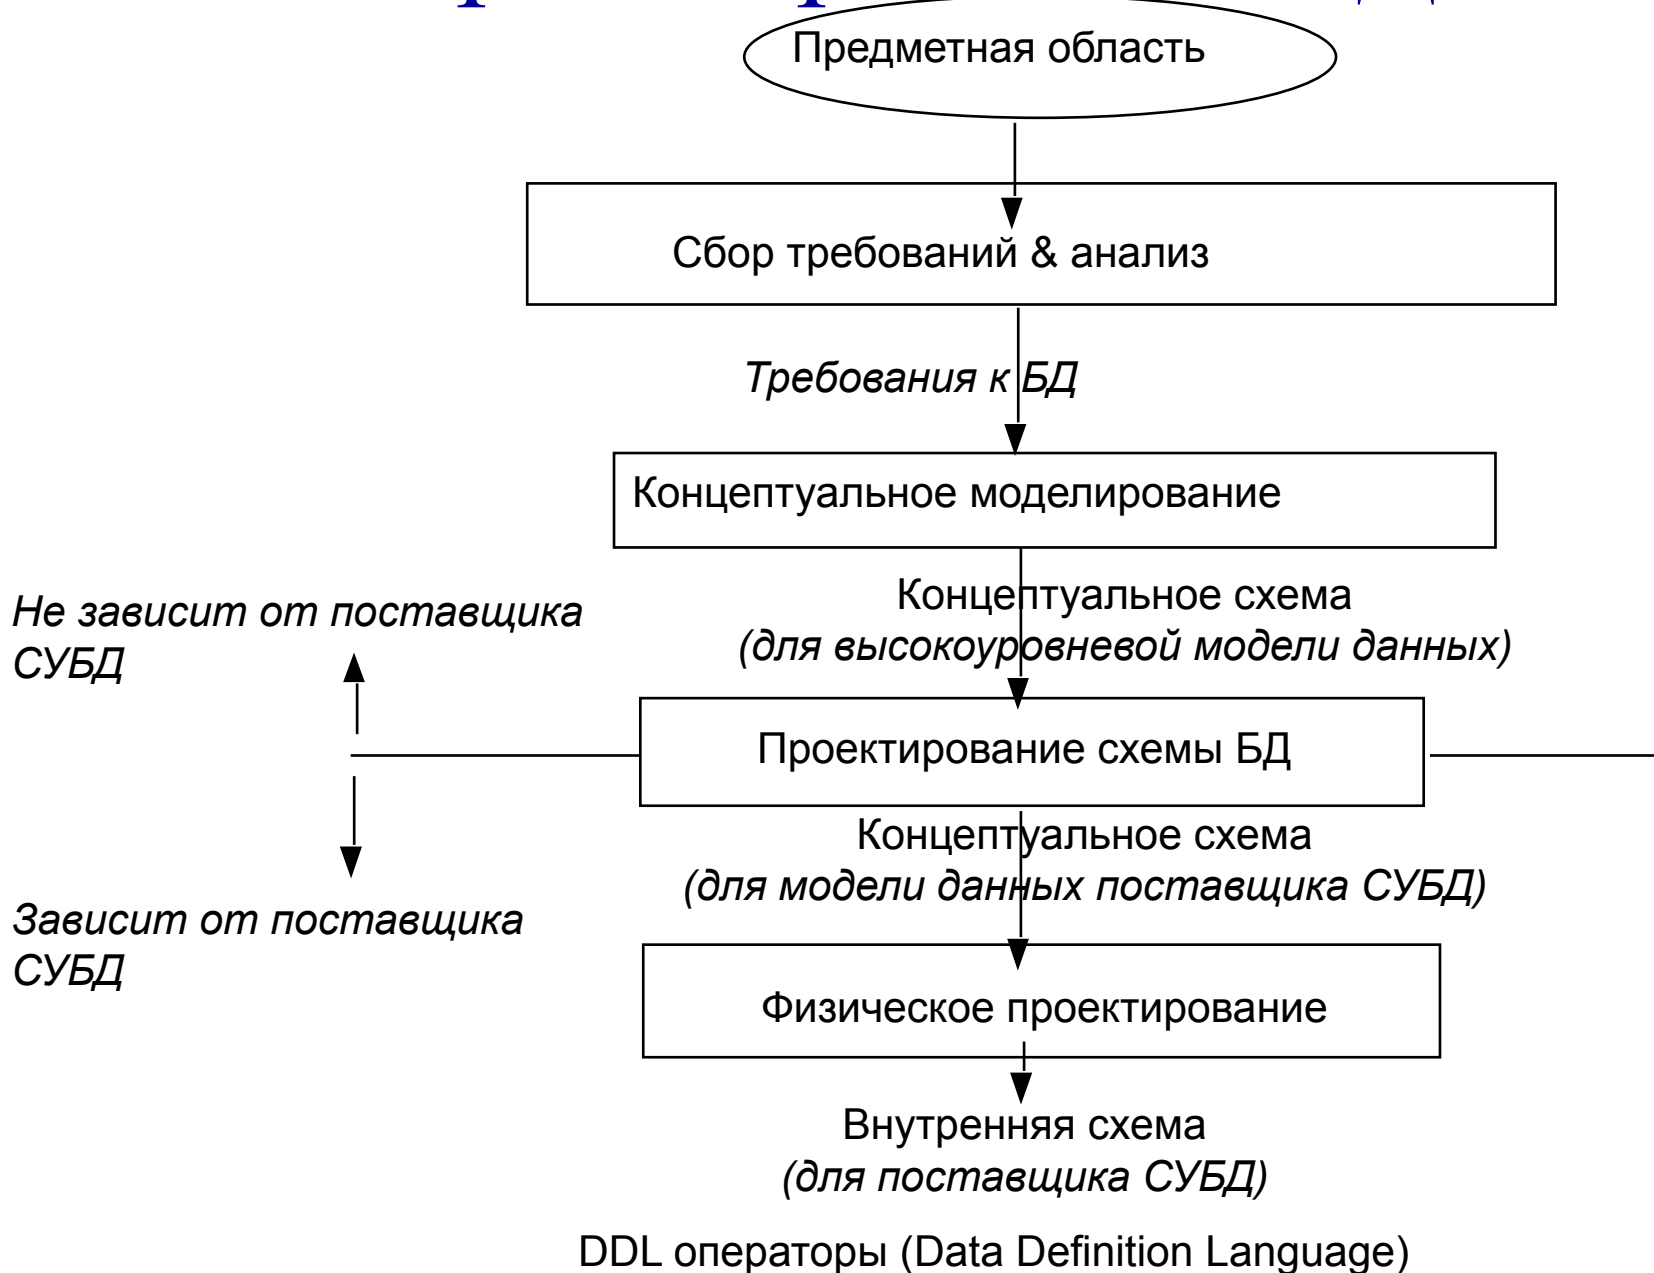 Предметная область
Сбор требований & анализ
Требования к БД
Концептуальное моделирование
Не зависит от поставщика
СУБД
Концептуальное схема
(для высокоуровневой модели данных)
Проектирование схемы БД
Концептуальное схема
(для модели данных поставщика СУБД)
Зависит от поставщика
СУБД
Физическое проектирование
Внутренняя схема
(для поставщика СУБД)
DDL операторы (Data Definition Language)